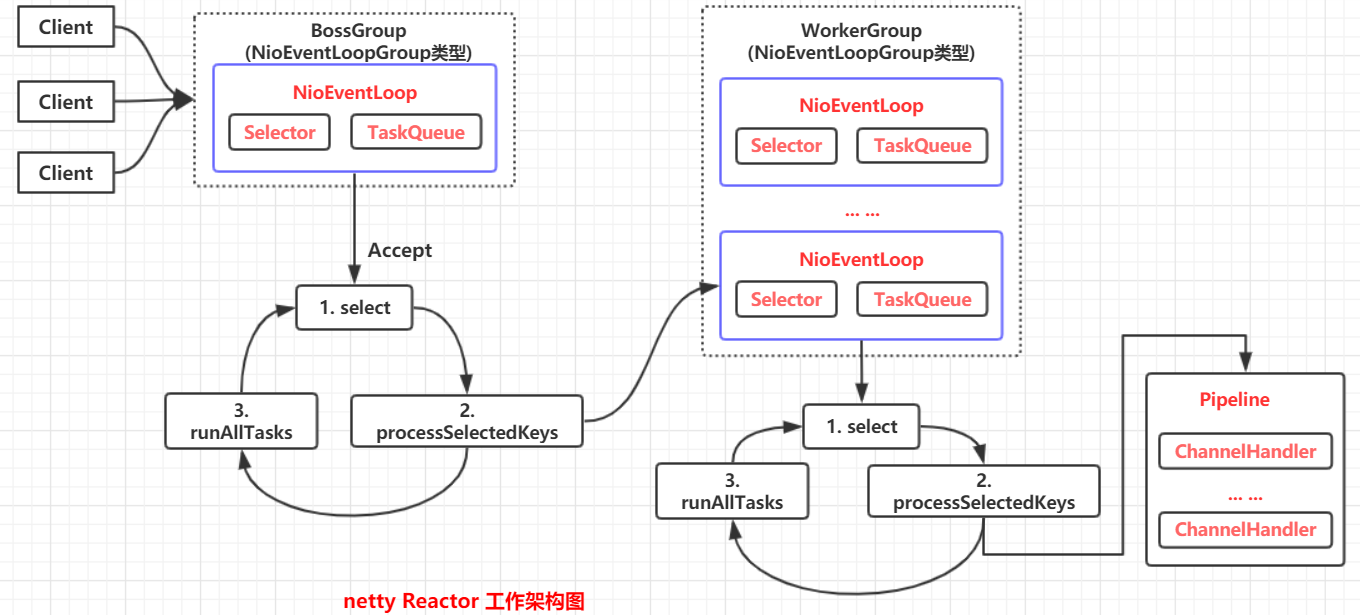 Client
Client
Client
BossGroup
(NioEventLoopGroup类型)
NioEventLoop
Selector
TaskQueue
Accept
1. select
2.
processSelectedKeys
3.
runAllTasks
WorkerGroup
(NioEventLoopGroup类型)
NioEventLoop
Selector
TaskQueue
... ...
NioEventLoop
Selector
TaskQueue
1. select
2.
processSelectedKeys
3.
runAllTasks
Pipeline
ChannelHandler
... ...
ChannelHandler
netty Reactor 工作架构图